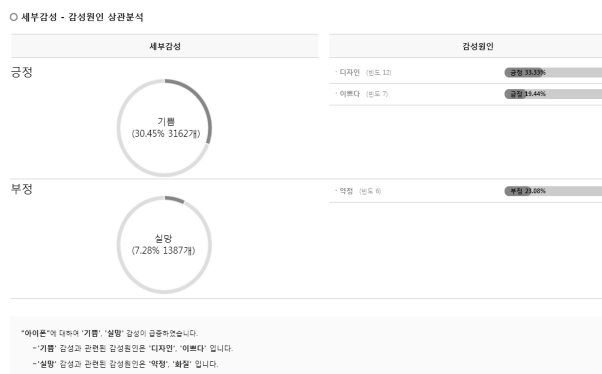 세부감성 - 감성원인 상관분석
세부감성
감성원인
긍정
기쁨
(30.45% 3162개)
· 디자인 (빈도 12)
긍정 33.33%
· 이쁘다 (빈도 7)
긍정 19.44%
부정
실망
(7.28% 1387개)
· 약정 (빈도 6)
부정 23.08%
"아이폰"에 대하여 '기쁨', '실망' 감성이 급증하였습니다.
-'기쁨' 감성과 관련된 감성원인은 '디자인', '이쁘다' 입니다.
-'실망' 감성과 관련된 감성원인은 '약정', '화질' 입니다.